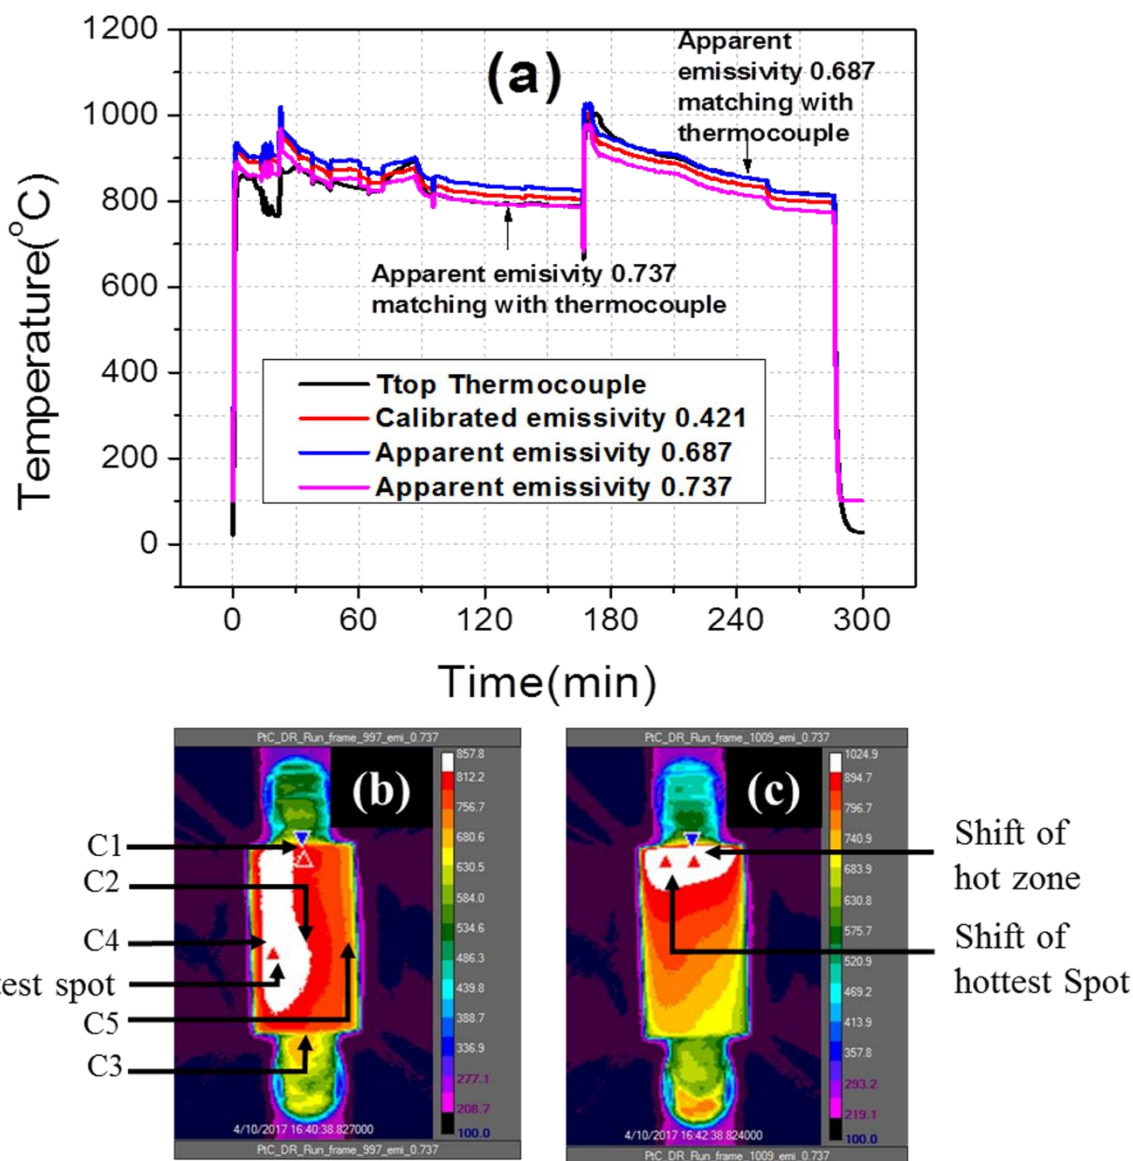 1200
1000
800
600
400
200
0
Temperature(°C)
(a)
Apparent
emissivity 0.687
matching with
thermocouple
Apparent emisivity 0.737
matching with thermocouple
Ttop Thermocouple
Calibrated emissivity 0.421
Apparent emissivity 0.687
Apparent emissivity 0.737
0 60 120 180 240 300
Time(min)
PtC_DR_Run_frame_997_emi_0.737
(b)
857.8
812.2
756.7
680.6
630.5
584.0
534.6
486.3
439.8
388.7
336.9
277.1
208.7
100.0
C1
C2
C4
test spot
C5
C3
4/10/2017 16:40:38.827000
PtC_DR_Run_frame_997_emi_0.737
PtC_DR_Run_frame_1009_emi_0.737
(c)
1024.9
894.7
796.7
740.9
683.9
630.8
575.7
520.9
469.2
413.9
357.8
293.2
219.1
100.0
Shift of
hot zone
Shift of
hottest Spot
4/10/2017 16:42:38.824000
PtC_DR_Run_frame_1009_emi_0.737